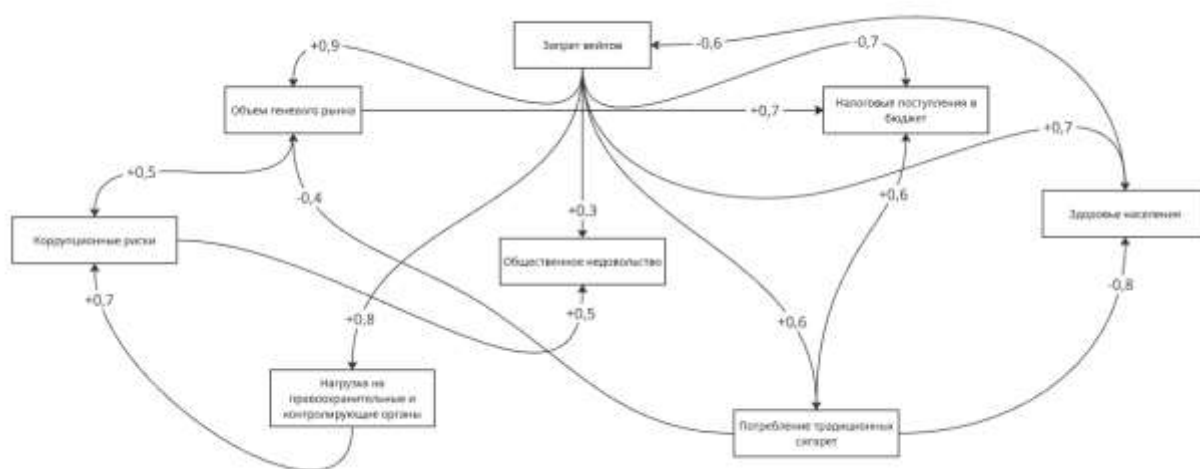 Запрет вейпов
-0,6
+0,9
-0,7
Объем теневого рынка
+0,7
Налоговые поступления в
бюджет
+0,7
+0,5
-0,4
+0,6
+0,3
Здоровье населения
Коррупционные риски
Общественное недовольство
-0,8
+0,7
+0,8
+0,5
+0,6
Нагрузка на
правоохранительные и
контролирующие органы
Потребление традиционных
сигарет